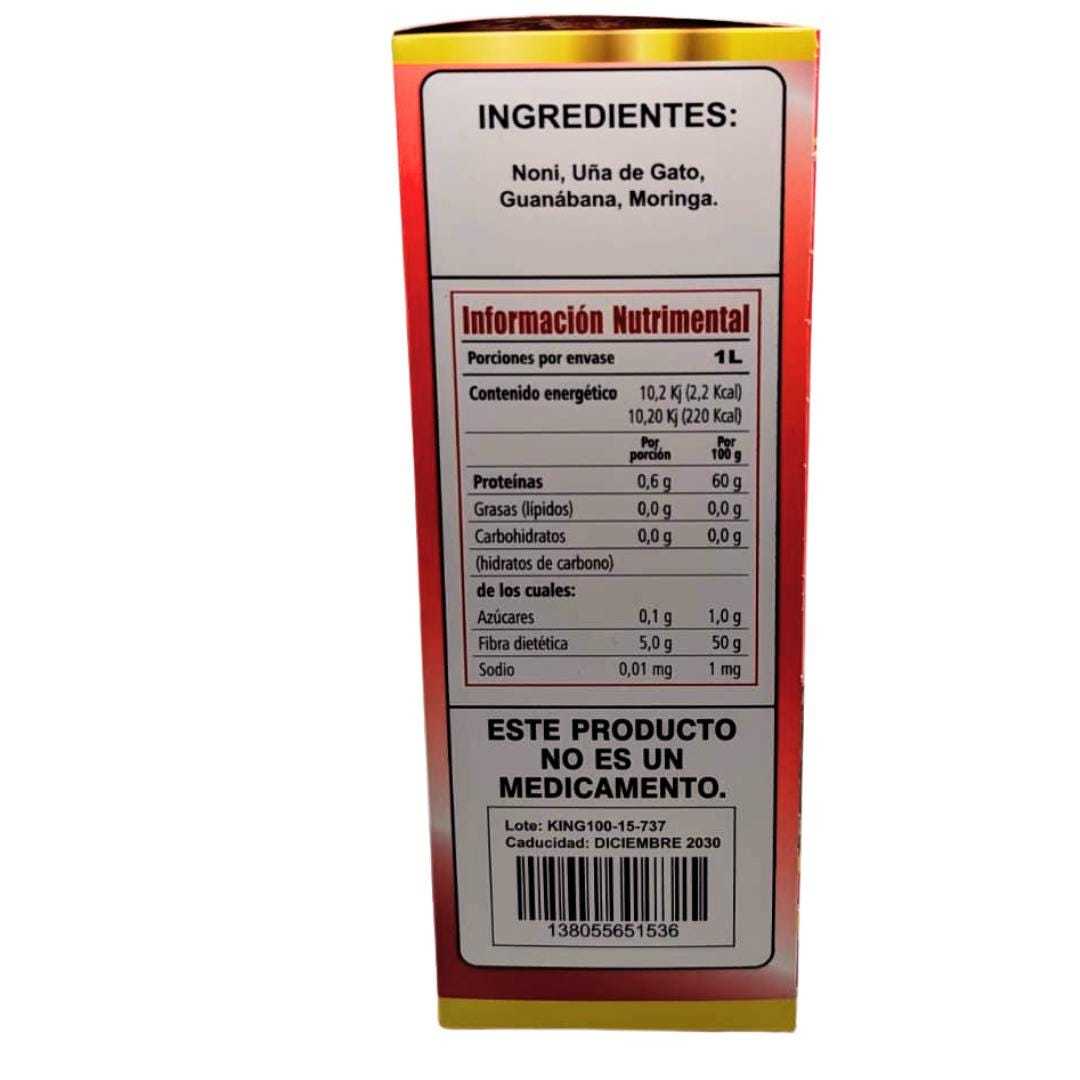 INGREDIENTES:
Noni, Uña de Gato,
Guanábana, Moringa.
Información Nutrimental
Porciones por envase 1L
Contenido energético 10,2 Kj (2,2 Kcal)
10,20 Kj (220 Kcal)
Por porción Por 100 g
Proteínas 0,6 g 60 g
Grasas (lípidos) 0,0 g 0,0 g
Carbohidratos 0,0 g 0,0 g
(hidratos de carbono)
de los cuales:
Azúcares 0,1 g 1,0 g
Fibra dietética 5,0 g 50 g
Sodio 0,01 mg 1 mg
ESTE PRODUCTO
NO ES UN
MEDICAMENTO.
Lote: KING100-15-737
Caducidad: DICIEMBRE 2030
138055651536